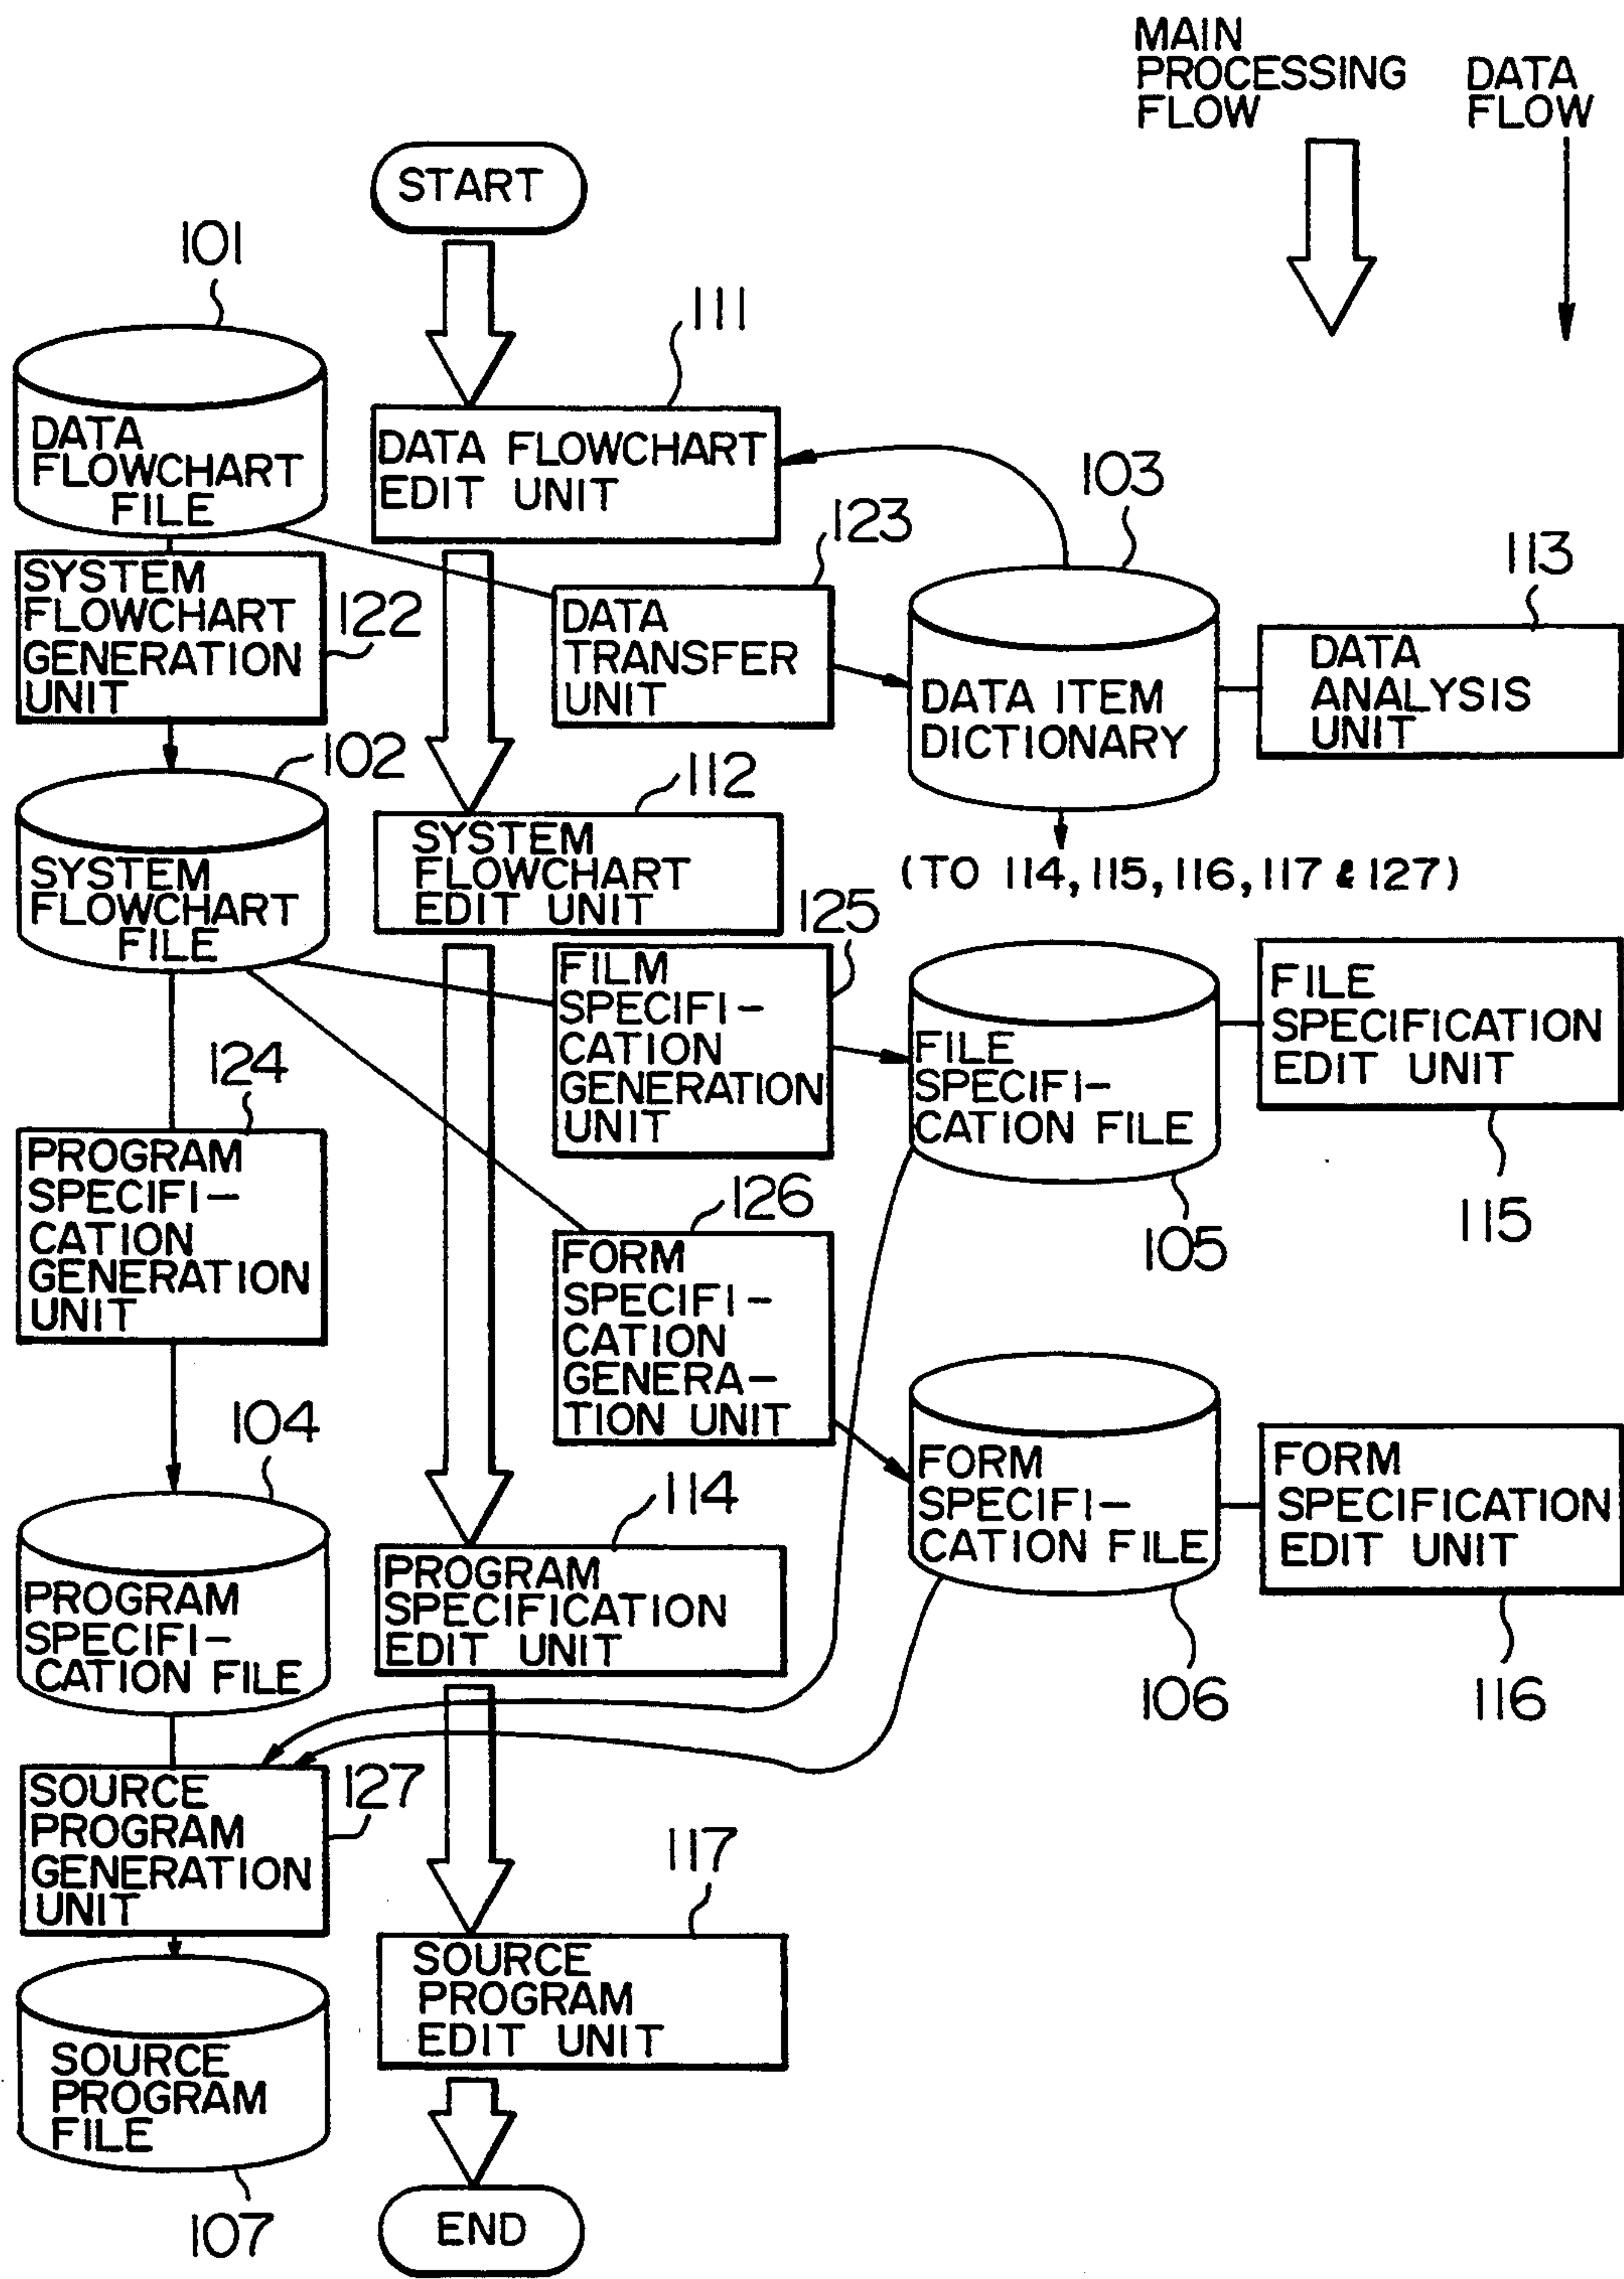 MAIN
PROCESSING
FLOW
DATA
FLOW
START
101
111
DATA
FLOWCHART
FILE
DATA FLOWCHART
EDIT UNIT
103
123
113
SYSTEM
FLOWCHART
GENERATION
UNIT
122
DATA
TRANSFER
UNIT
DATA ITEM
DICTIONARY
DATA
ANALYSIS
UNIT
102
112
SYSTEM
FLOWCHART
FILE
SYSTEM
FLOWCHART
EDIT UNIT
(TO 114, 115, 116, 117 & 127)
125
FILM
SPECIFI-
CATION
GENERATION
UNIT
FILE
SPECIFI-
CATION FILE
FILE
SPECIFICATION
EDIT UNIT
124
PROGRAM
SPECIFI-
CATION
GENERATION
UNIT
126
105
115
FORM
SPECIFI-
CATION
GENERA-
TION UNIT
104
114
FORM
SPECIFI-
CATION FILE
FORM
SPECIFICATION
EDIT UNIT
PROGRAM
SPECIFI-
CATION FILE
PROGRAM
SPECIFICATION
EDIT UNIT
106
116
SOURCE
PROGRAM
GENERATION
UNIT
127
117
SOURCE
PROGRAM
EDIT UNIT
SOURCE
PROGRAM
FILE
107
END